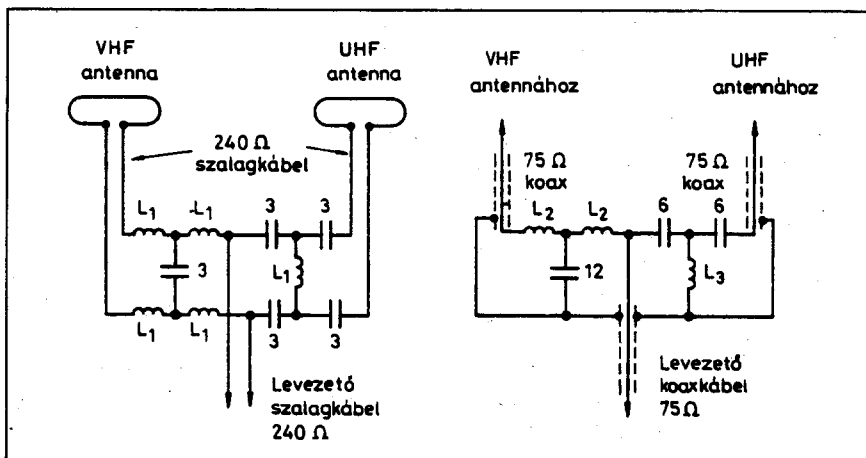 VHF
antenna
UHF
antenna
240 Ω
szalagkábel
L1
L1
3
3
3
L1
L1
L1
3
3
Levezető
szalagkábel
240 Ω
VHF
antennához
UHF
antennához
75 Ω
koax
75 Ω
koax
L2
L2
6
6
12
L3
Levezető
koaxkábel
75Ω